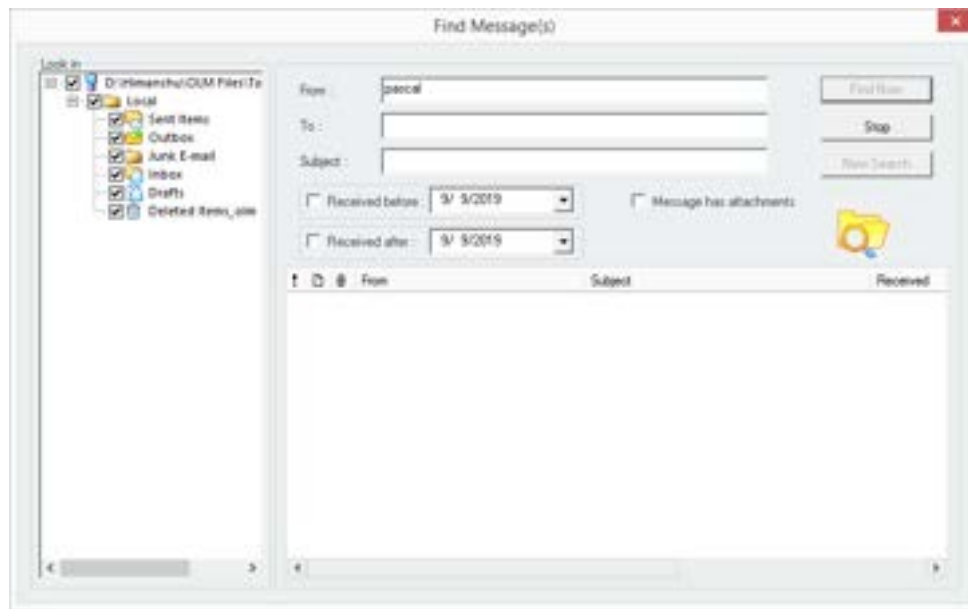 Find Message(s)
Look in
D:\Himanshu\OLM Files\To
Local
Sent Items
Outbox
Junk E-mail
Inbox
Drafts
Deleted Items_
From :
pascal
To :
Subject :
Find Now
Stop
New Search
Received before
9/ 9/2019
Message has attachments
Received after
9/ 9/2019
From Subject Received